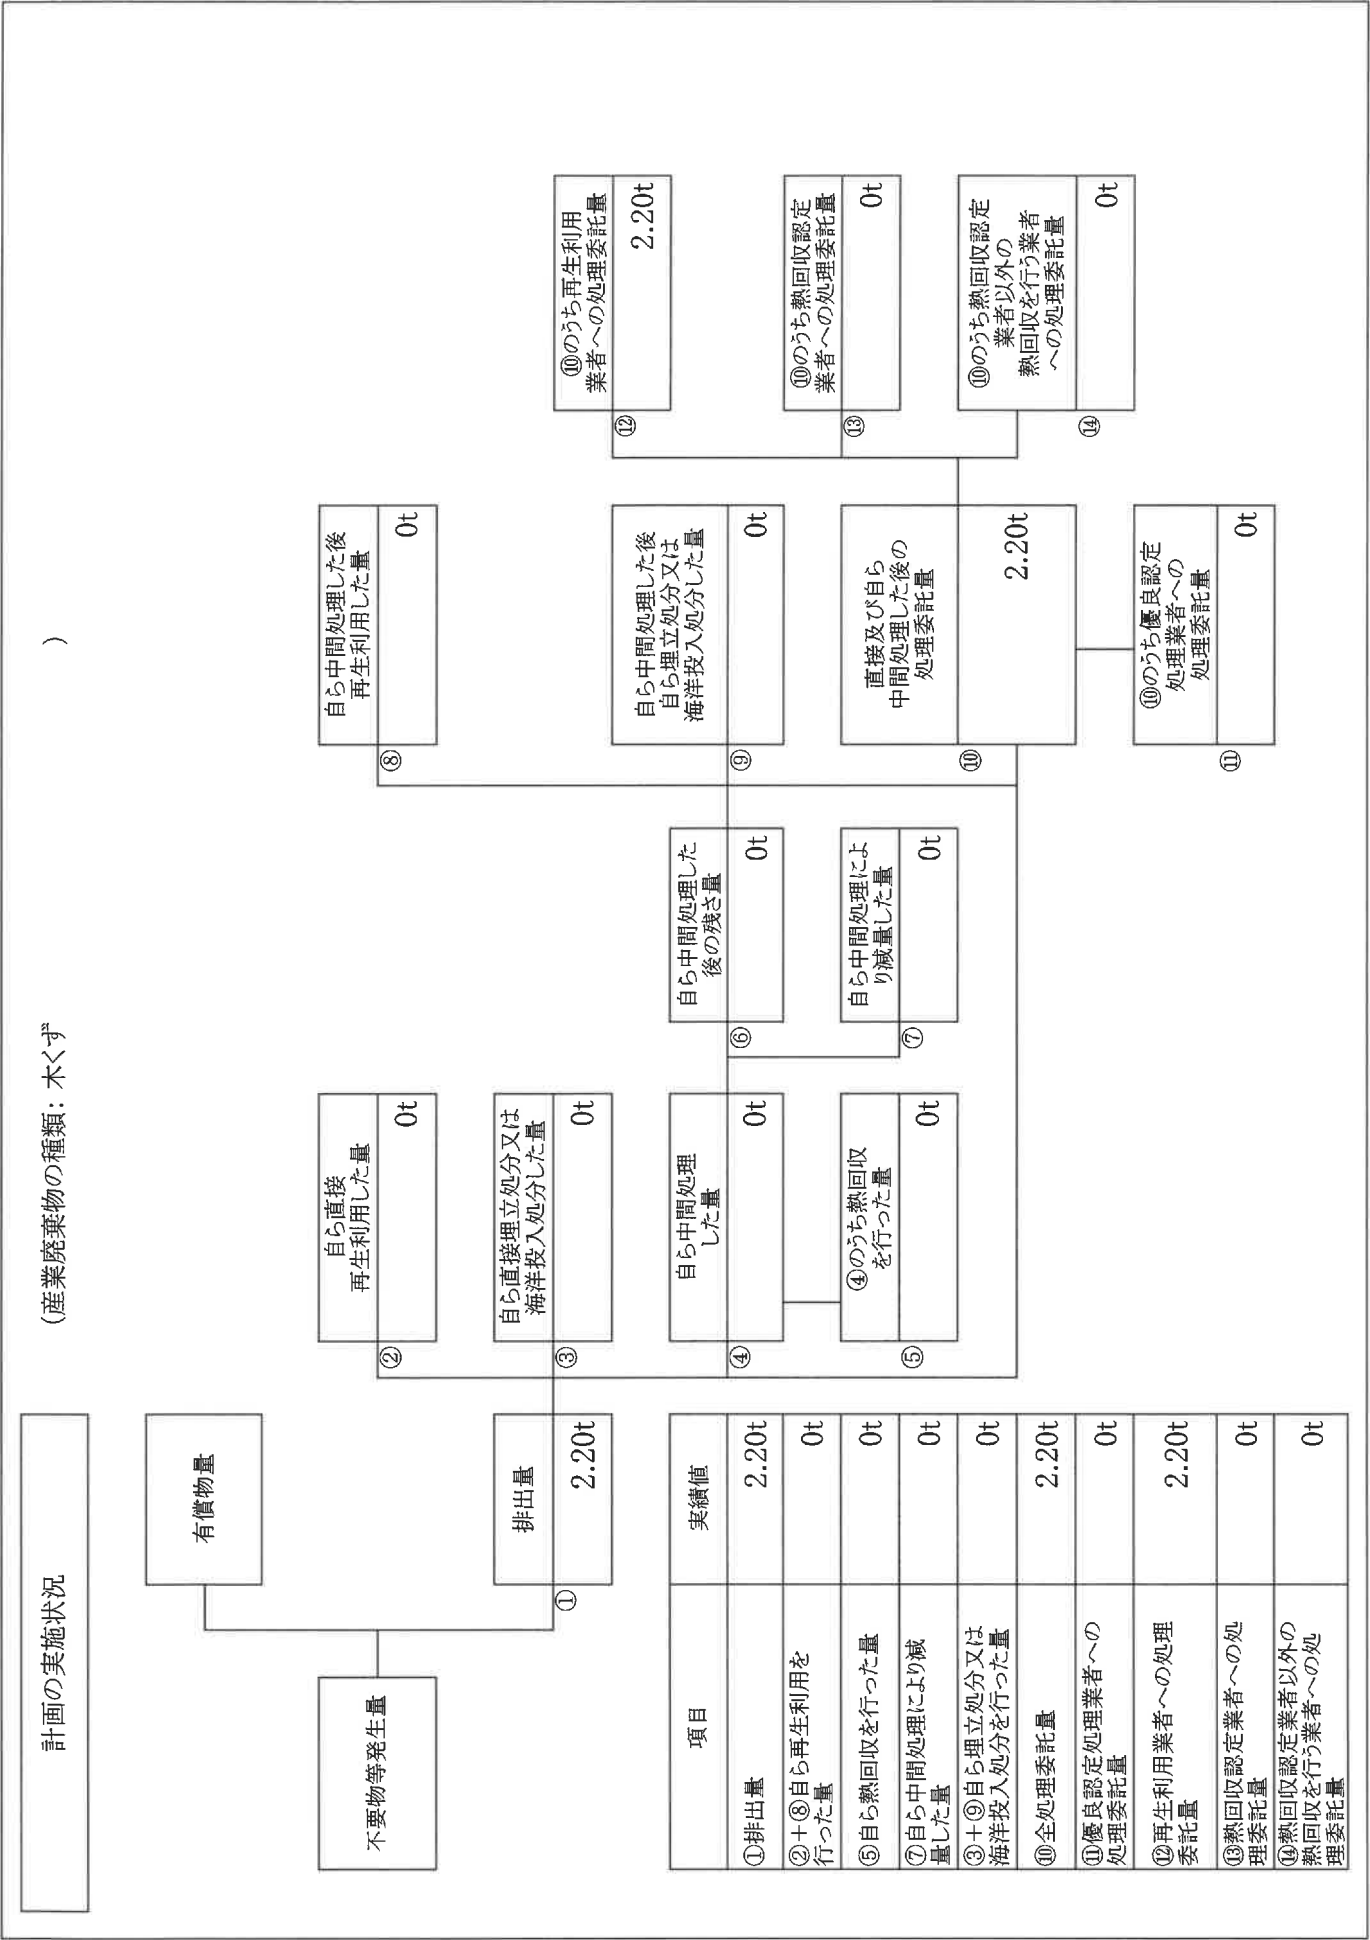 計画の実施状況
(産業廃棄物の種類：木くず
)
不要物等発生量
有償物量
①
排出量
2.20t
②
自ら直接
再生利用した量
0t
③
自ら直接埋立処分又は
海洋投入処分した量
0t
④
自ら中間処理
した量
0t
⑤
④のうち熱回収
を行った量
0t
⑥
自ら中間処理した
後の残さ量
0t
⑦
自ら中間処理によ
り減量した量
0t
⑧
自ら中間処理した後
再生利用した量
0t
⑨
自ら中間処理した後
自ら埋立処分又は
海洋投入処分した量
0t
⑩
直接及び自ら
中間処理した後の
処理委託量
2.20t
⑪
⑩のうち優良認定
処理業者への
処理委託量
0t
⑫
⑩のうち再生利用
業者への処理委託量
2.20t
⑬
⑩のうち熱回収認定
業者への処理委託量
0t
⑭
⑩のうち熱回収認定
業者以外の
熱回収を行う業者
への処理委託量
0t
項目
実績値
①排出量
2.20t
②＋⑧自ら再生利用を
行った量
0t
⑤自ら熱回収を行った量
0t
⑦自ら中間処理により減
量した量
0t
③＋⑨自ら埋立処分又は
海洋投入処分を行った量
0t
⑩全処理委託量
2.20t
⑪優良認定処理業者への
処理委託量
0t
⑫再生利用業者への処理
委託量
2.20t
⑬熱回収認定業者への処
理委託量
0t
⑭熱回収認定業者以外の
熱回収を行う業者への処
理委託量
0t